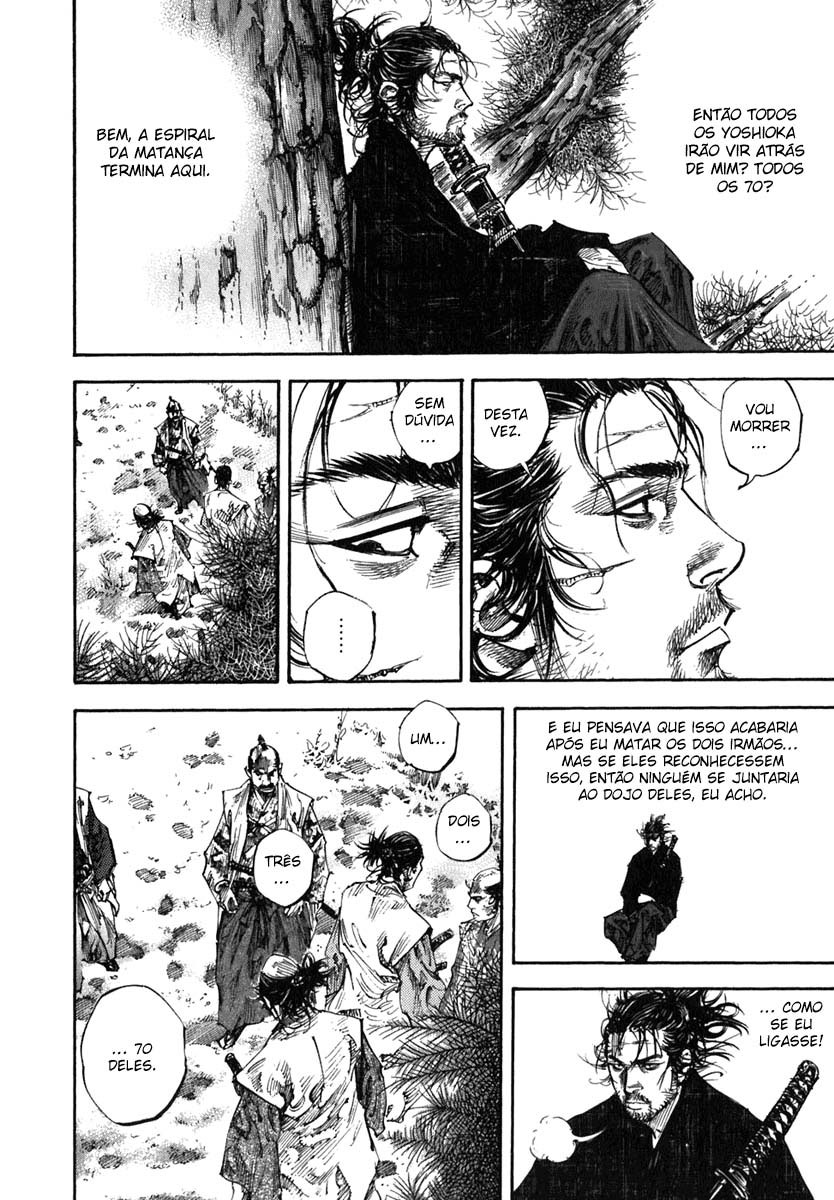 ENTÃO TODOS
OS YOSHIOKA
IRÃO VIR ATRÁS
DE MIM? TODOS
OS 70?
BEM, A ESPIRAL
DA MATANÇA
TERMINA AQUI.
VOU
MORRER
...
DESTA
VEZ.
SEM
DÚVIDA
...
......
E EU PENSAVA QUE ISSO ACABARIA
APÓS EU MATAR OS DOIS IRMÃOS...
MAS SE ELES RECONHECESSEM
ISSO, ENTÃO NINGUÉM SE JUNTARIA
AO DOJO DELES, EU ACHO.
... COMO
SE EU
LIGASSE!
UM...
DOIS
...
TRÊS
...
... 70
DELES.